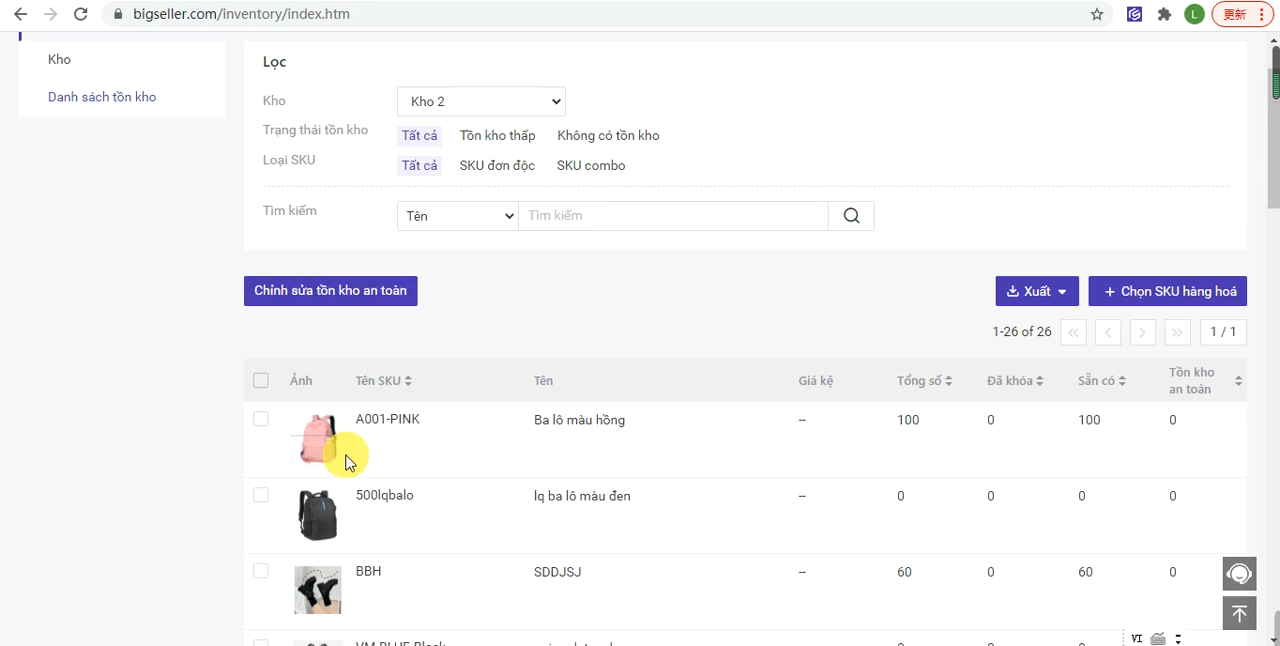 bigseller.com/inventory/index.htm
L
更新
Kho
Danh sách tồn kho
Lọc
Kho
Kho 2
Trạng thái tồn kho
Tất cả Tồn kho thấp Không có tồn kho
Loại SKU
Tất cả SKU đơn độc SKU combo
Tìm kiếm
Tên Tìm kiếm
Chỉnh sửa tồn kho an toàn
Xuất
+ Chọn SKU hàng hoá
1-26 of 26
1 / 1
Ảnh Tên SKU Tên Giá kệ Tổng số Đã khóa Sẵn có Tồn kho
an toàn
A001-PINK Ba lô màu hồng -- 100 0 100 0
500lqbalo lq ba lô màu đen -- 0 0 0 0
BBH SDDJSJ -- 60 0 60 0
VI